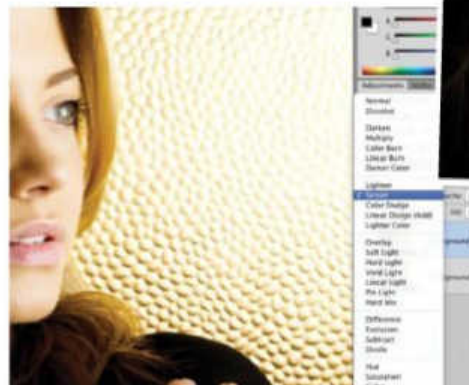 Adjustments
Normal
Dissolve
Darken
Multiply
Color Burn
Linear Burn
Darker Color
Lighten
Screen
Color Dodge
Linear Dodge (Add)
Lighter Color
Overlay
Soft Light
Hard Light
Vivid Light
Linear Light
Pin Light
Hard Mix
Difference
Exclusion
Subtract
Divide
Hue
Saturation